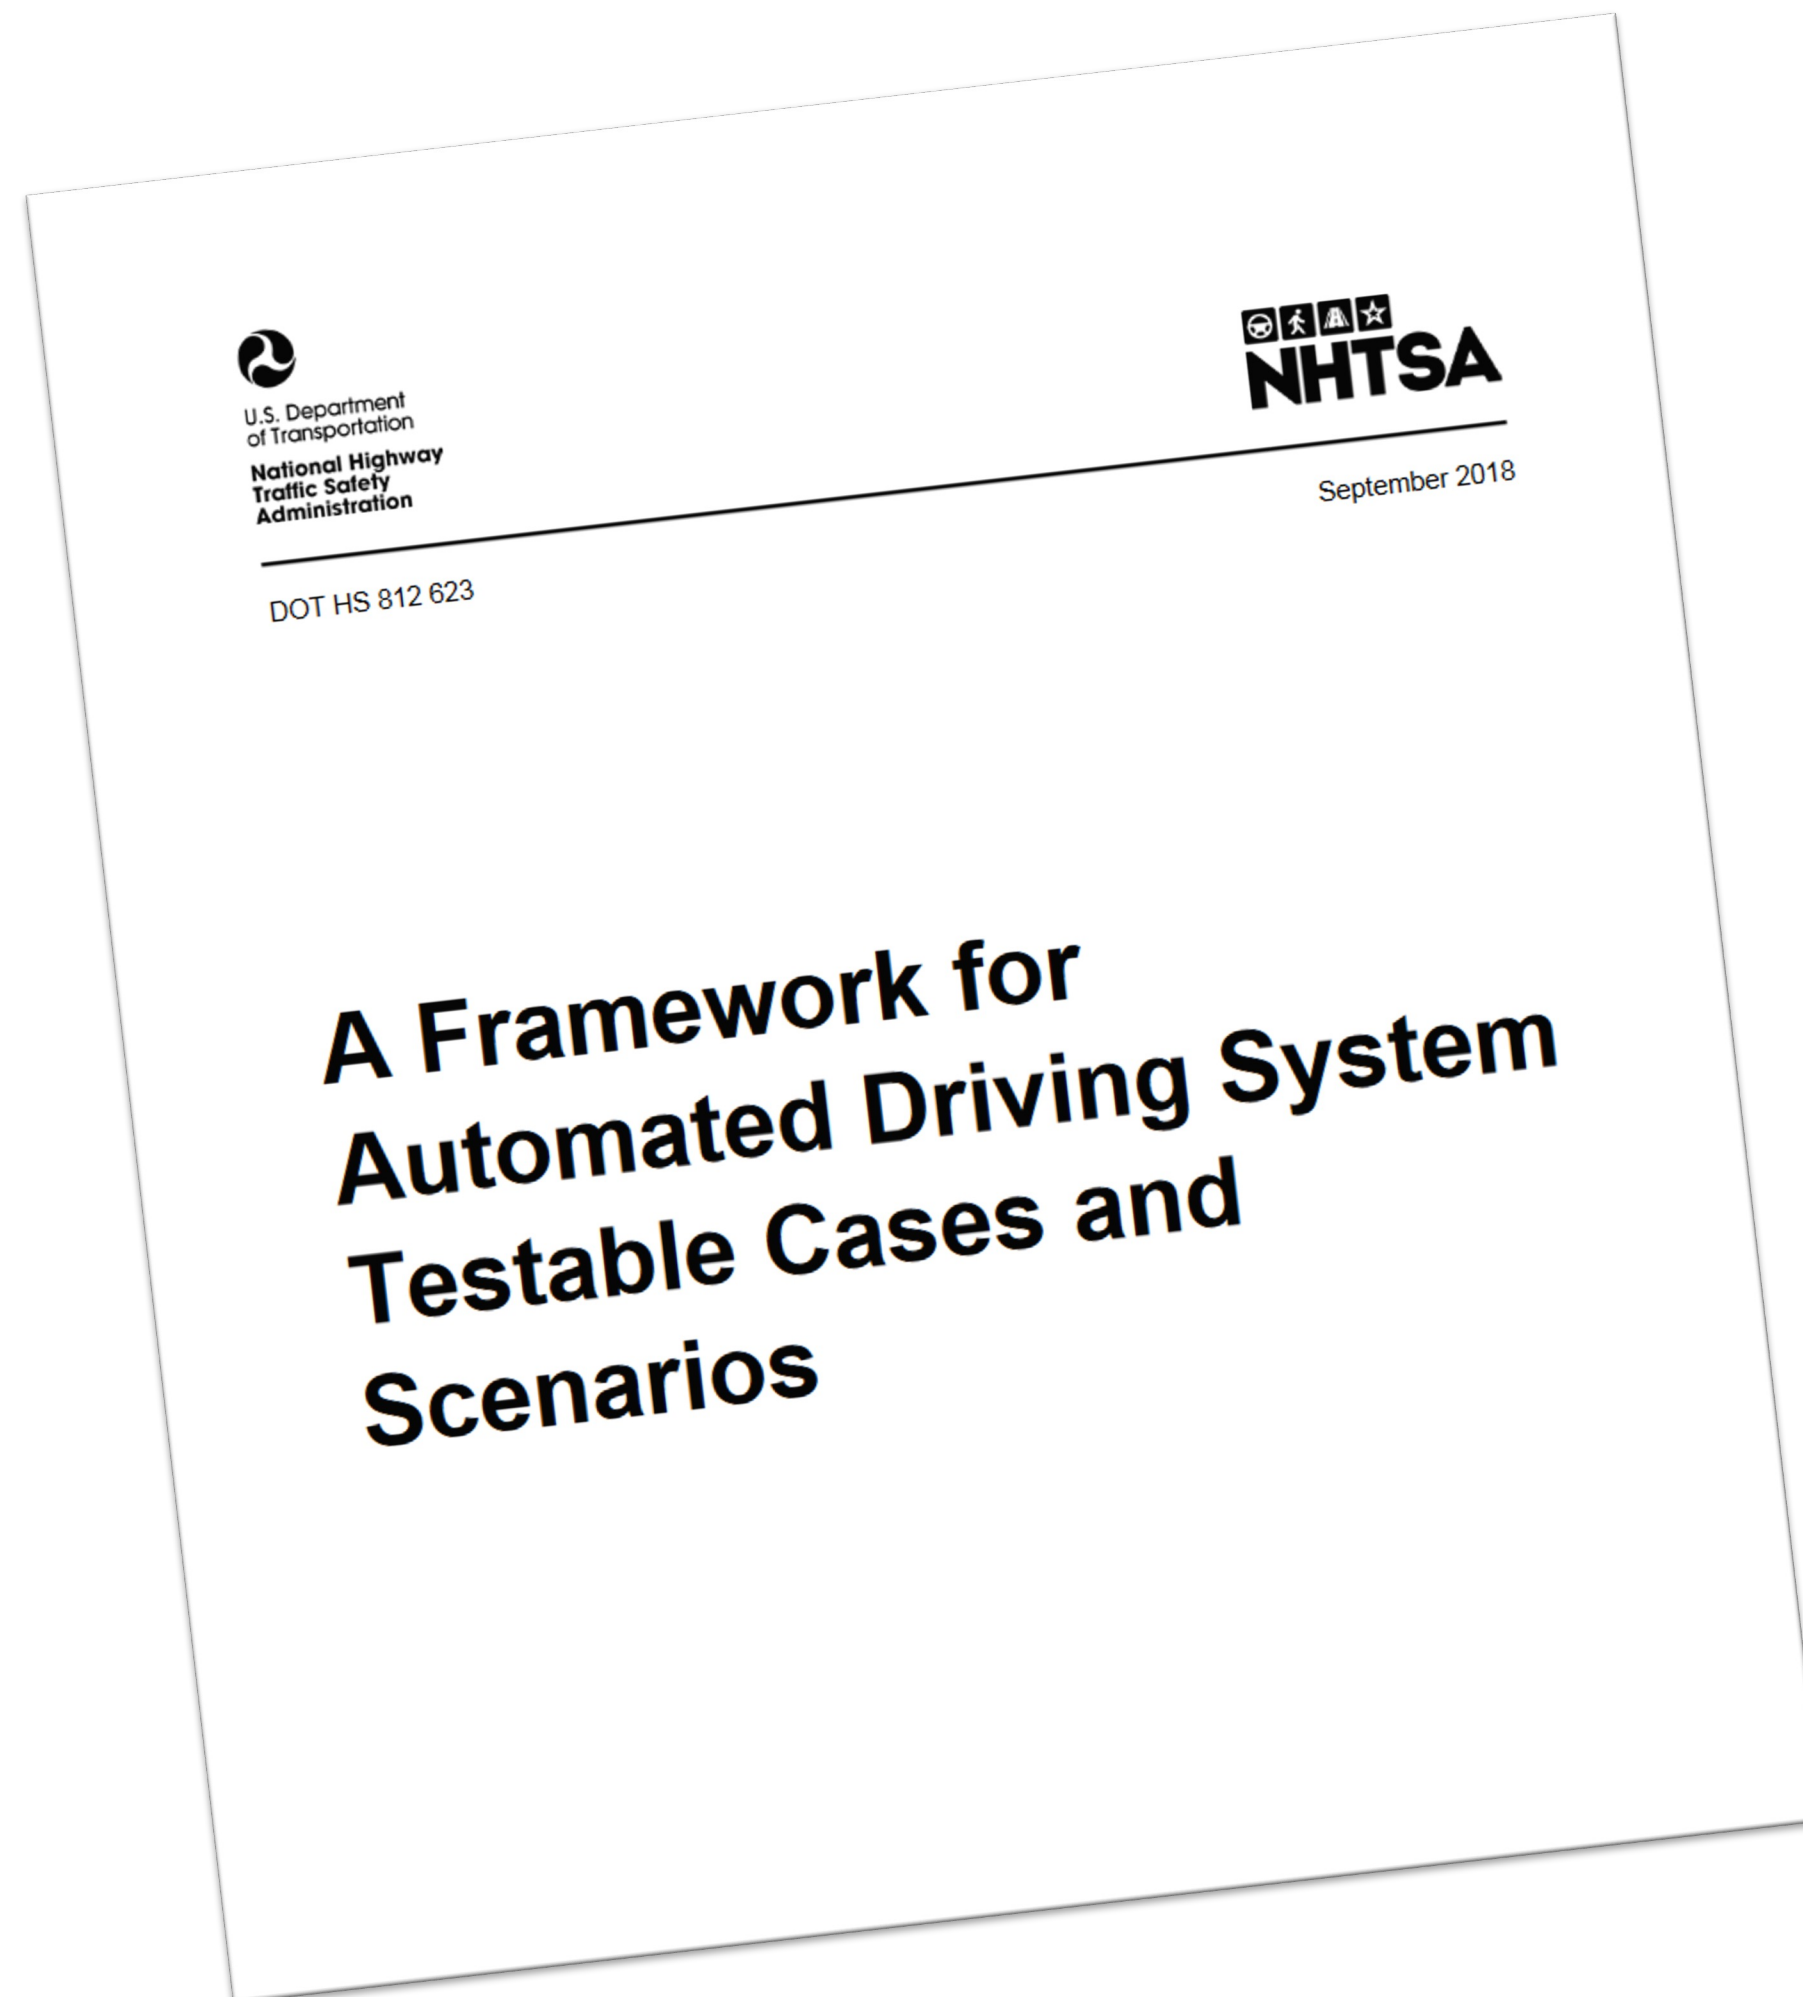 U.S. Department
of Transportation
National Highway
Traffic Safety
Administration
NHTSA
September 2018
DOT HS 812 623
A Framework for
Automated Driving System
Testable Cases and
Scenarios